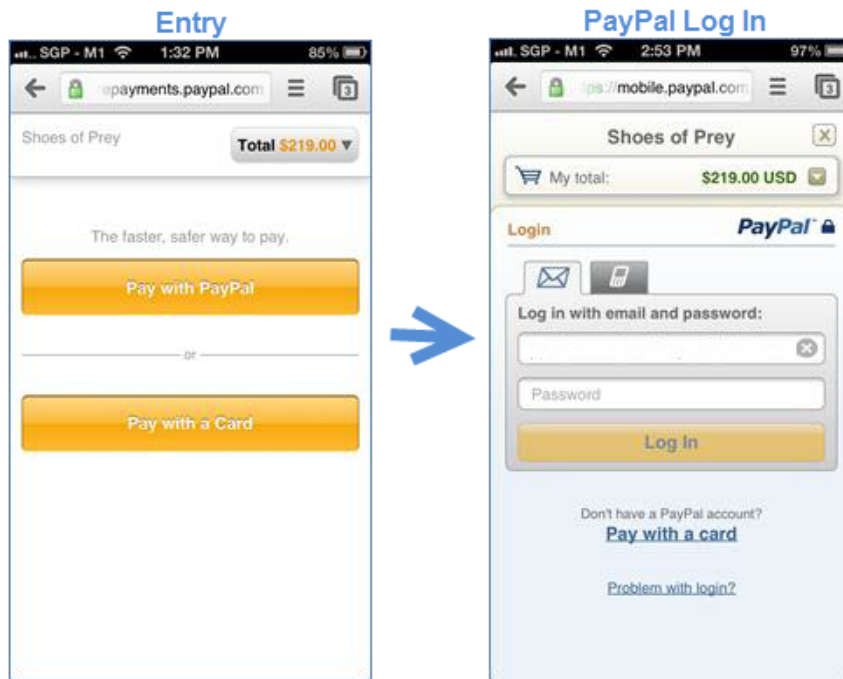 Entry
SGP - M1 1:32 PM 85%
epayments.paypal.com 3
Shoes of Prey
Total $219.00
The faster, safer way to pay.
Pay with PayPal
or
Pay with a Card
PayPal Log In
SGP - M1 2:53 PM 97%
ps://mobile.paypal.com 3
Shoes of Prey X
My total: $219.00 USD
Login PayPal™
Log in with email and password:
Password
Log In
Don't have a PayPal account?
Pay with a card
Problem with login?